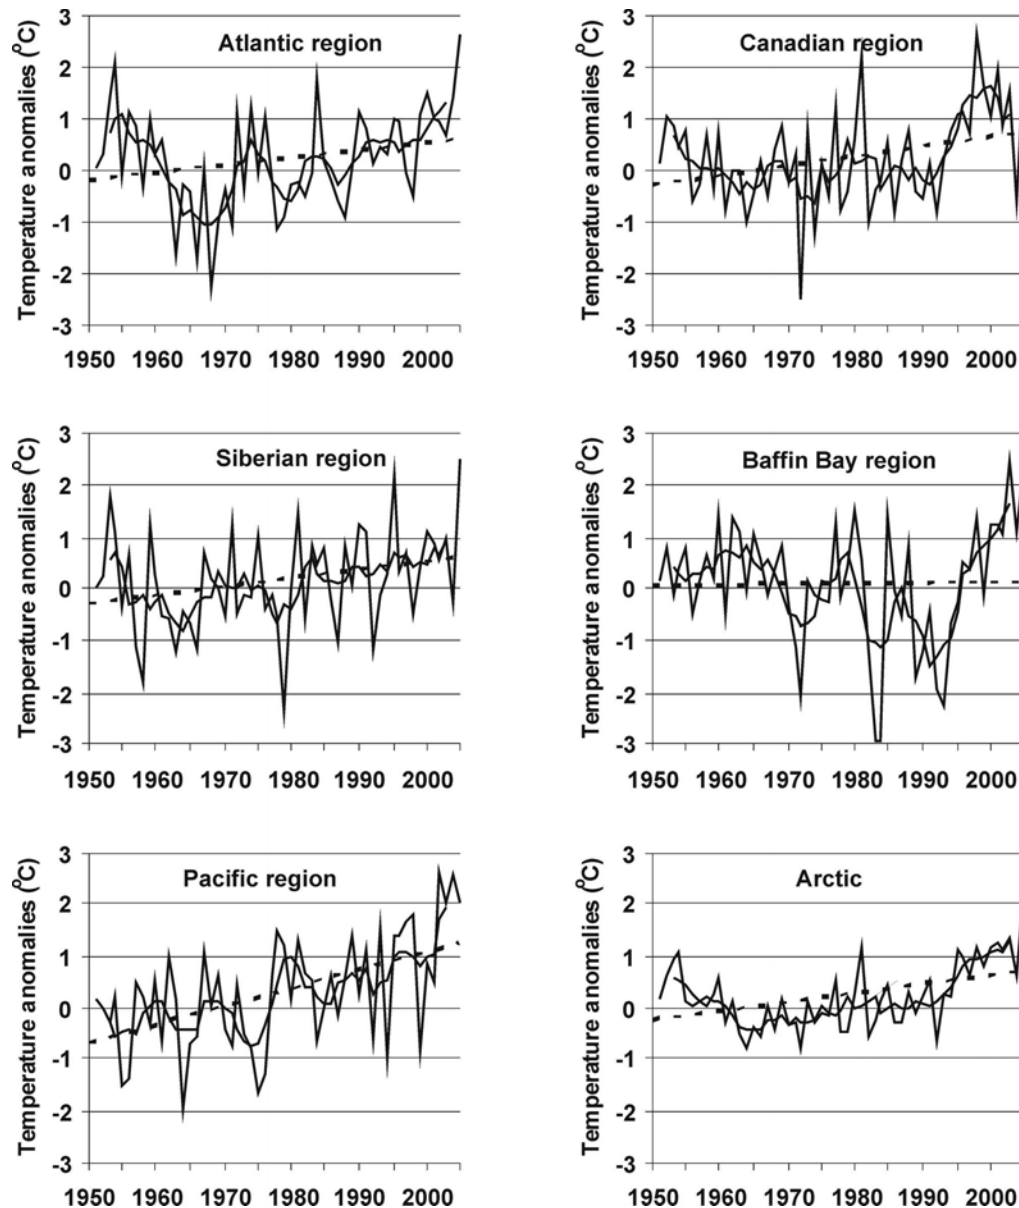 Atlantic region
Temperature anomalies (°C)
3
2
1
0
-1
-2
-3
1950 1960 1970 1980 1990 2000
Canadian region
Temperature anomalies (°C)
3
2
1
0
-1
-2
-3
1950 1960 1970 1980 1990 2000
Siberian region
Temperature anomalies (°C)
3
2
1
0
-1
-2
-3
1950 1960 1970 1980 1990 2000
Baffin Bay region
Temperature anomalies (°C)
3
2
1
0
-1
-2
-3
1950 1960 1970 1980 1990 2000
Pacific region
Temperature anomalies (°C)
3
2
1
0
-1
-2
-3
1950 1960 1970 1980 1990 2000
Arctic
Temperature anomalies (°C)
3
2
1
0
-1
-2
-3
1950 1960 1970 1980 1990 2000